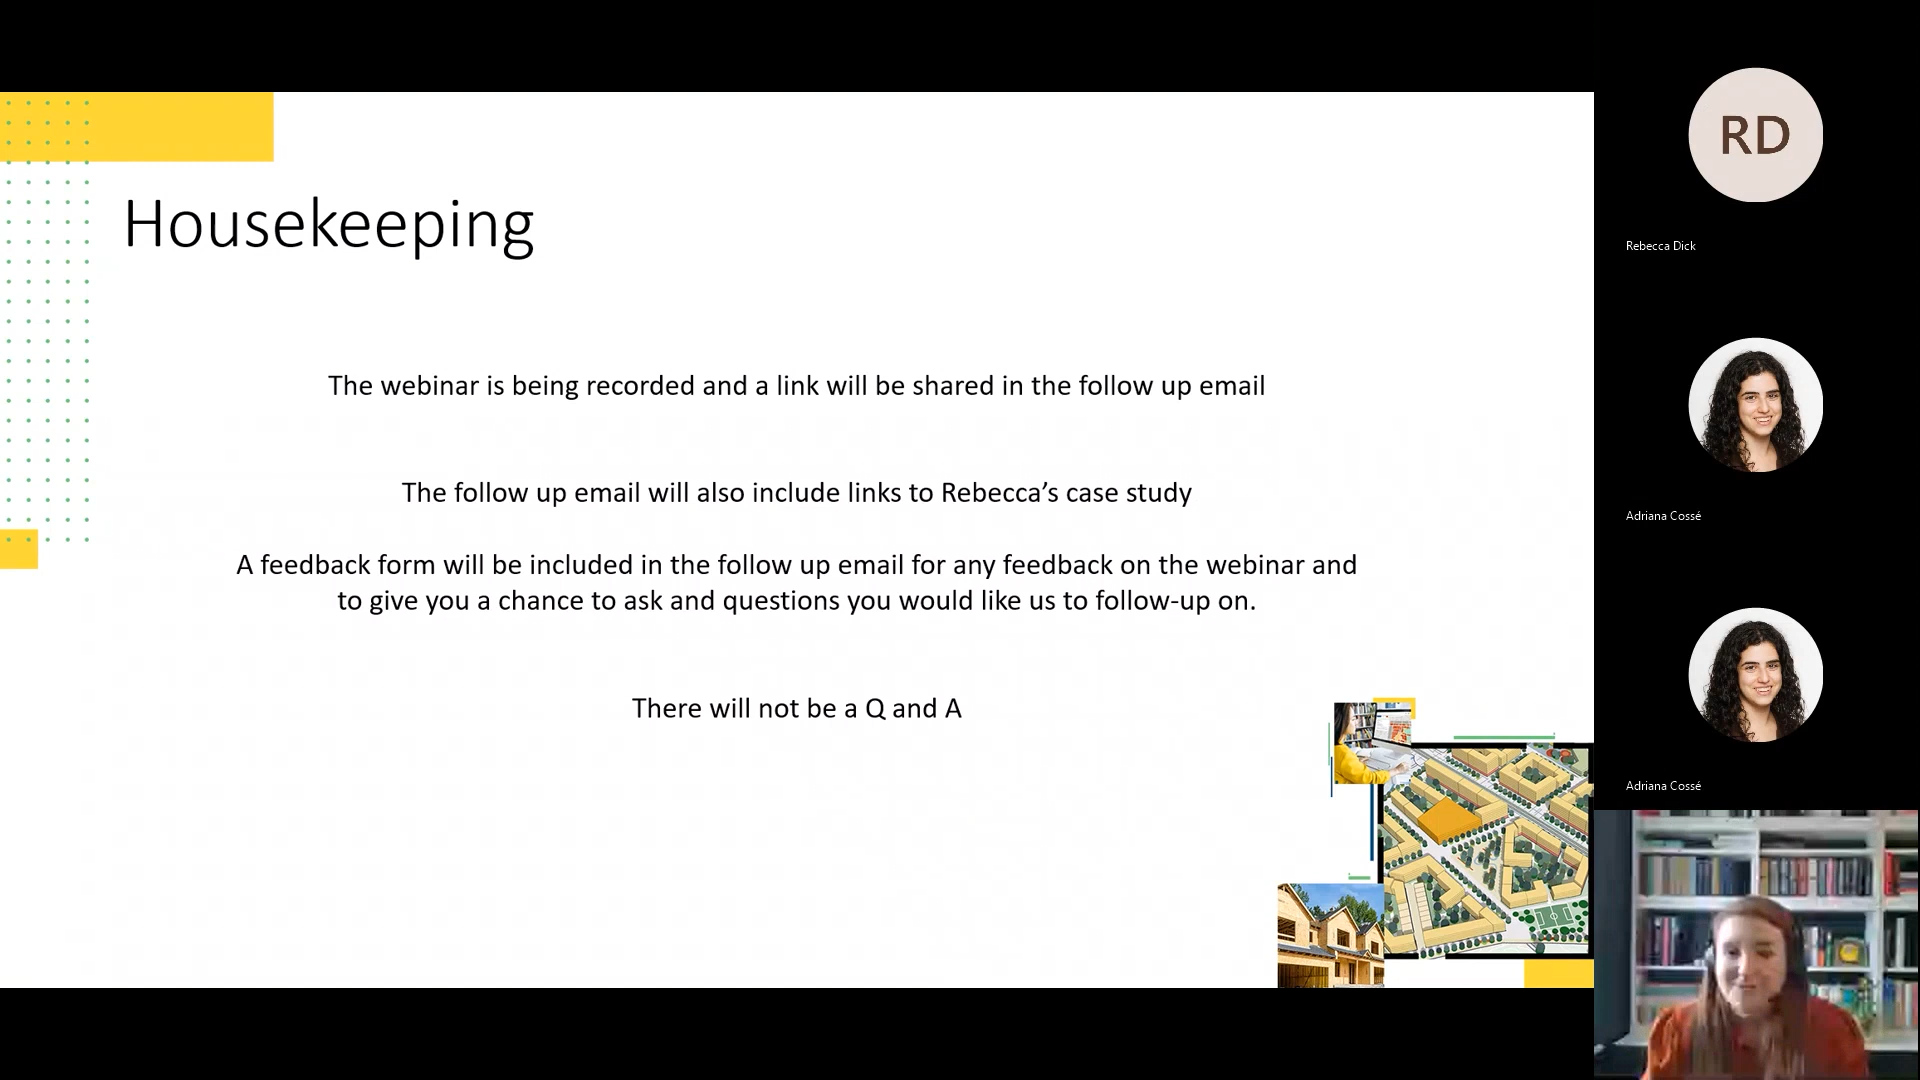 Housekeeping
The webinar is being recorded and a link will be shared in the follow up email
The follow up email will also include links to Rebecca’s case study
A feedback form will be included in the follow up email for any feedback on the webinar and
to give you a chance to ask and questions you would like us to follow-up on.
There will not be a Q and A
RD
Rebecca Dick
Adriana Cossé
Adriana Cossé